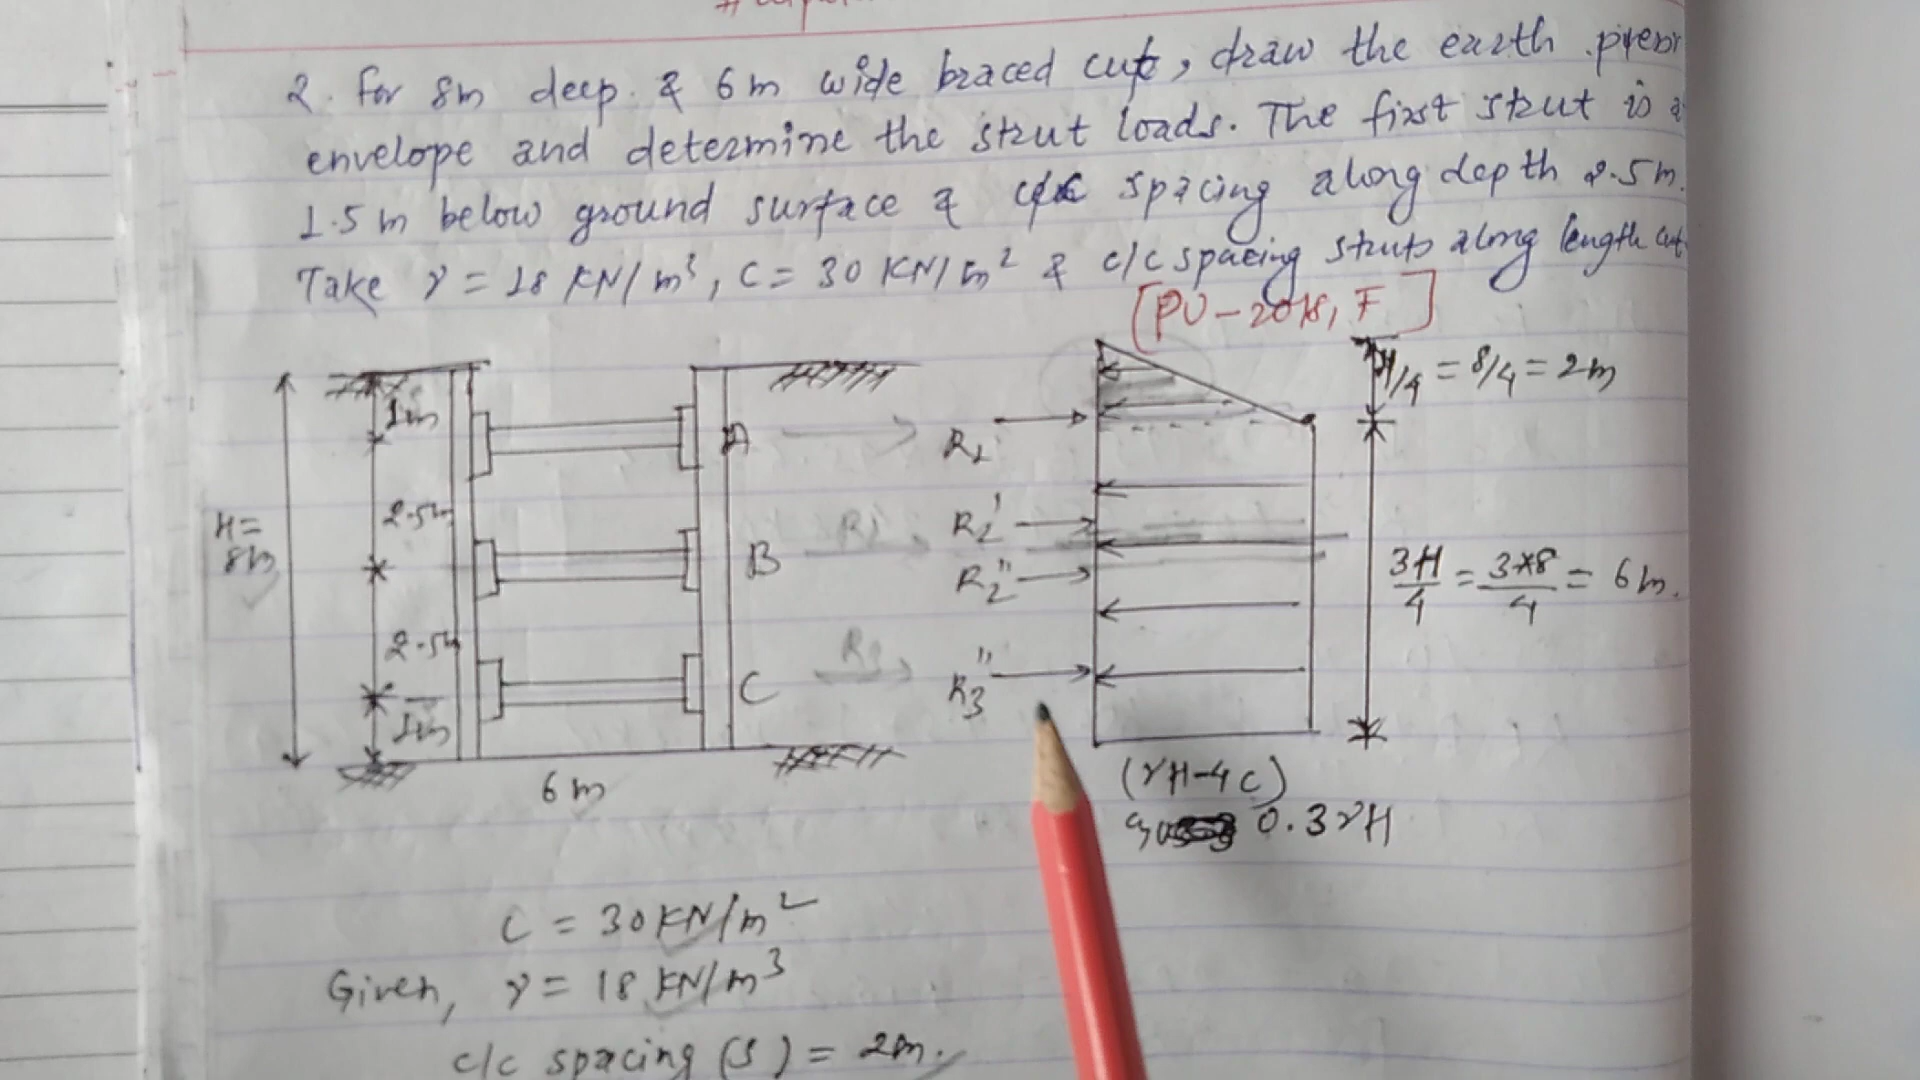 2. For 8m deep & 6m wide braced cut, draw the earth
envelope and determine the strut loads. The first strut is
1.5m below ground surface & c/c spacing along depth 2.5m.
Take γ = 18 KN/m³, C = 30 KN/m² & c/c spacing struts along length cut
[PU-2018, F]
H/4 = 8/4 = 2m
1m
A
R₁
2.5m
H=
8m
R₂'
B
R₂"
3H/4 = 3*8/4 = 6m.
2.5m
C
R₃"
1m
6m
(γH-4C)
0.3γH
C = 30KN/m²
Given, γ = 18 KN/m³
c/c spacing (S) = 2m.